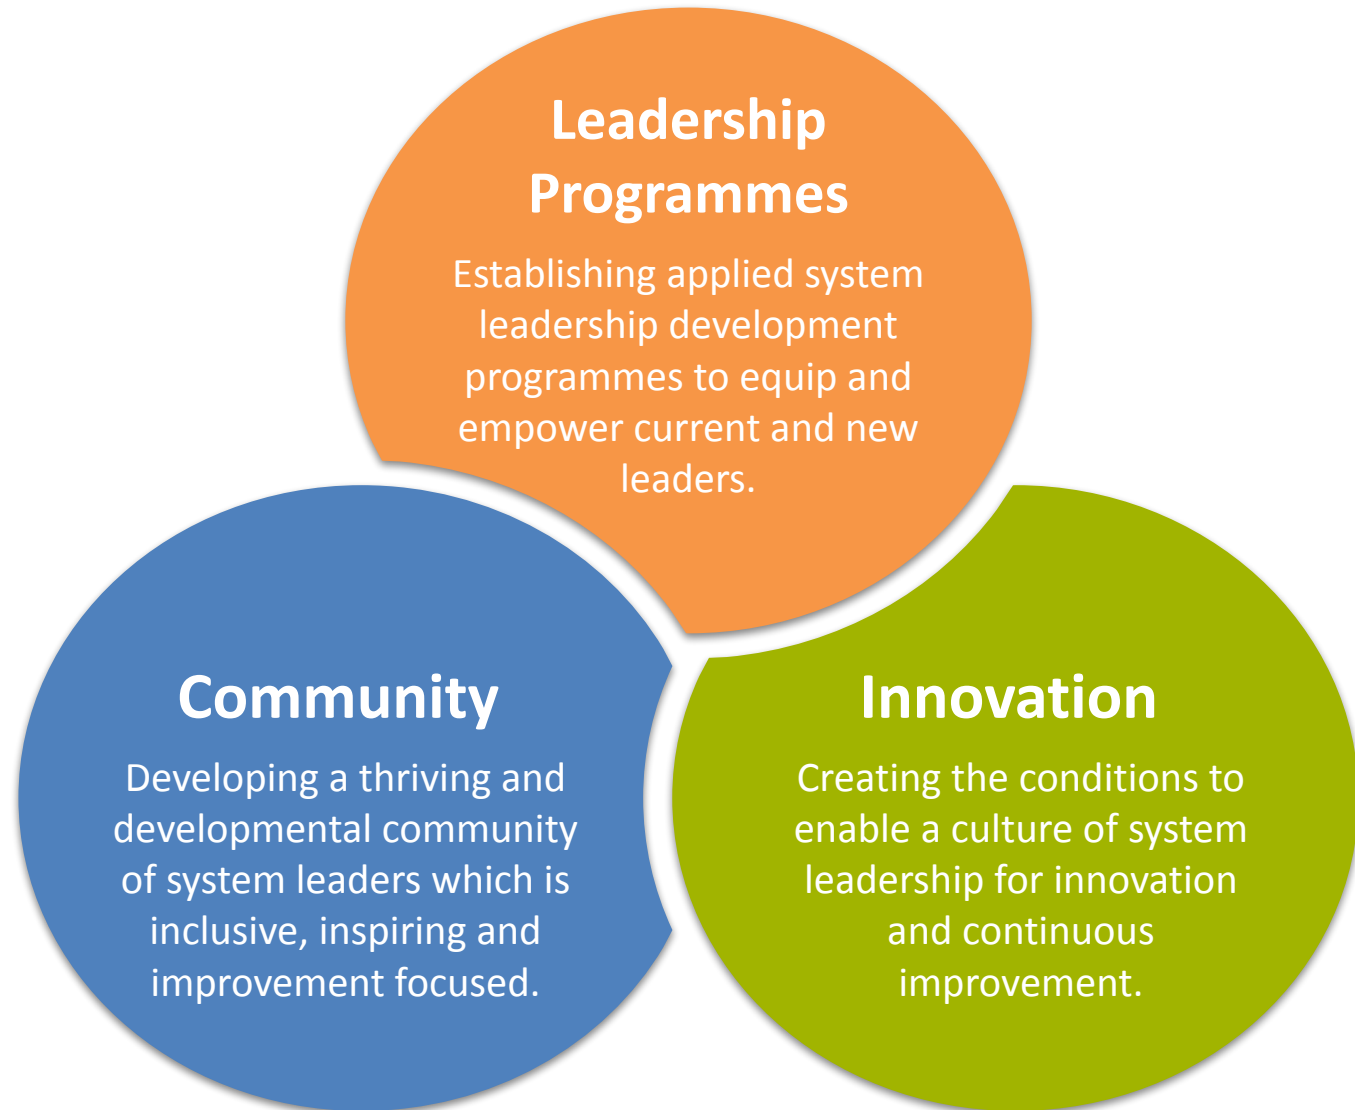 Leadership
Programmes
Establishing applied system
leadership development
programmes to equip and
empower current and new
leaders.
Community
Developing a thriving and
developmental community
of system leaders which is
inclusive, inspiring and
improvement focused.
Innovation
Creating the conditions to
enable a culture of system
leadership for innovation
and continuous
improvement.